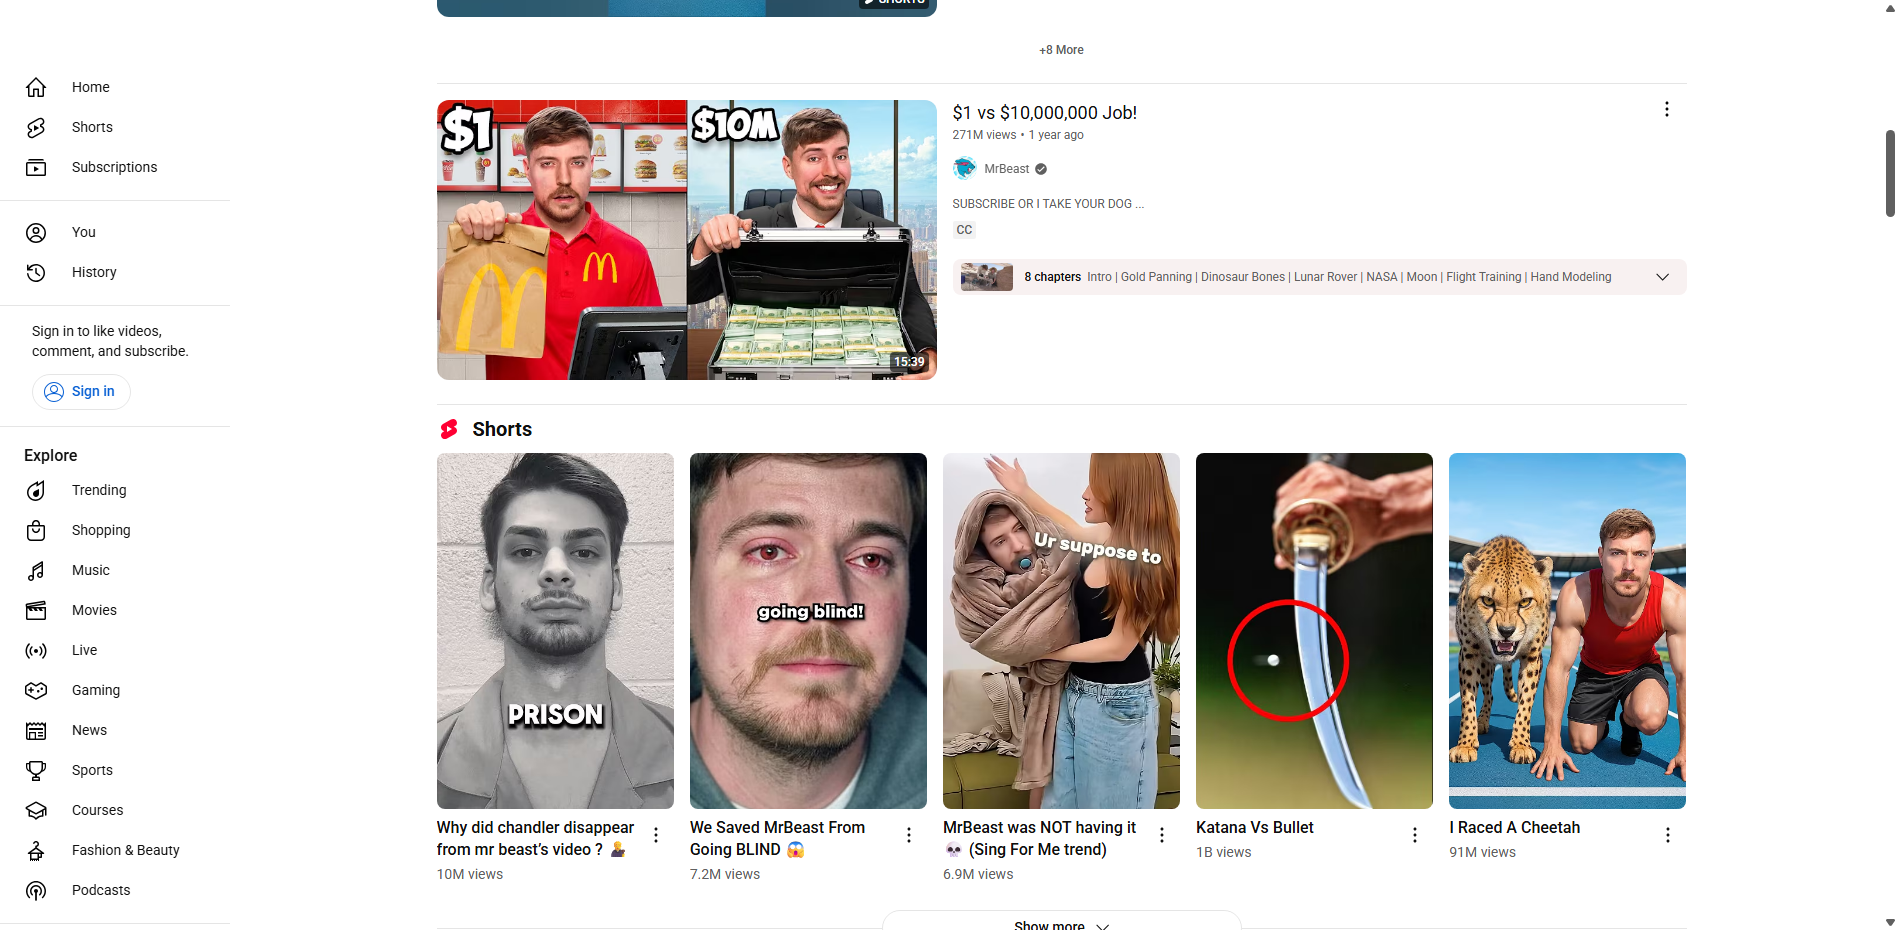 SHORTS
+8 More
Home
Shorts
Subscriptions
You
History
Sign in to like videos,
comment, and subscribe.
Sign in
Explore
Trending
Shopping
Music
Movies
Live
Gaming
News
Sports
Courses
Fashion & Beauty
Podcasts
$1
$10M
15:39
$1 vs $10,000,000 Job!
271M views • 1 year ago
MrBeast
SUBSCRIBE OR I TAKE YOUR DOG ...
CC
8 chapters Intro | Gold Panning | Dinosaur Bones | Lunar Rover | NASA | Moon | Flight Training | Hand Modeling
Shorts
PRISON
Why did chandler disappear
from mr beast’s video ? 🤷‍♂️
10M views
going blind!
We Saved MrBeast From
Going BLIND 😱
7.2M views
Ur suppose to
MrBeast was NOT having it
💀 (Sing For Me trend)
6.9M views
Katana Vs Bullet
1B views
I Raced A Cheetah
91M views
Show more